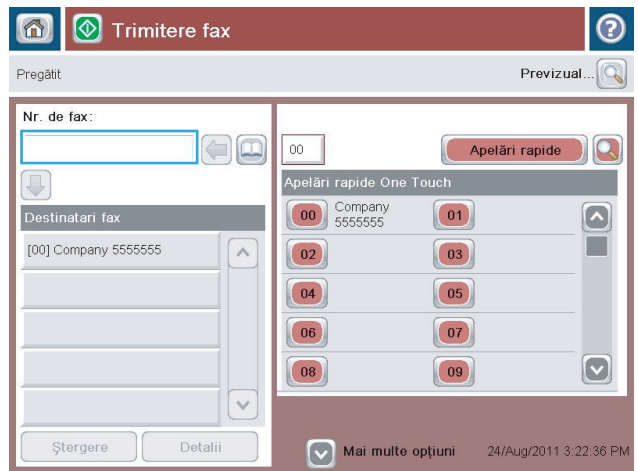 Trimitere fax
?
Pregătit
Previzual...
Nr. de fax:
00
Apelări rapide
Destinatari fax
[00] Company 5555555
Apelări rapide One Touch
00 Company 5555555
01
02
03
04
05
06
07
08
09
Ştergere
Detalii
Mai multe opţiuni
24/Aug/2011 3:22:36 PM